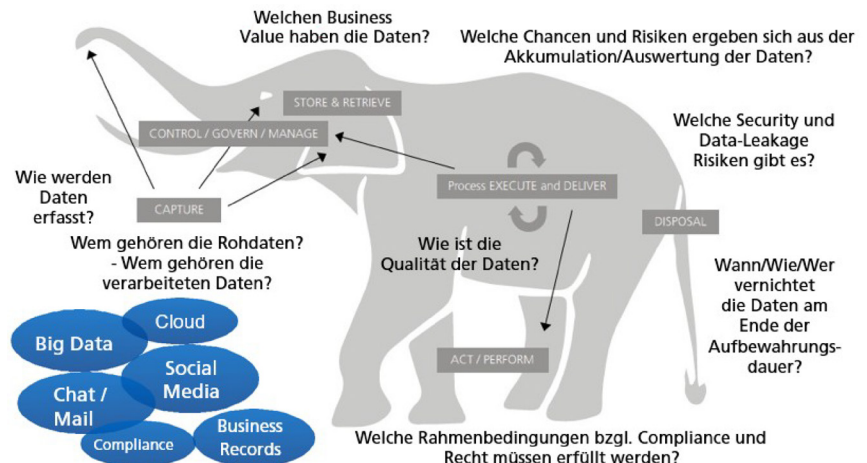 Welchen Business
Value haben die Daten?
Welche Chancen und Risiken ergeben sich aus der
Akkumulation/Auswertung der Daten?
STORE & RETRIEVE
CONTROL / GOVERN / MANAGE
Welche Security und
Data-Leakage
Risiken gibt es?
Wie werden
Daten
erfasst?
CAPTURE
Process EXECUTE and DELIVER
DISPOSAL
Wem gehören die Rohdaten?
- Wem gehören die
verarbeiteten Daten?
Wie ist die
Qualität der Daten?
Wann/Wie/Wer
vernichtet
die Daten am
Ende der
Aufbewahrungs-
dauer?
Cloud
Big Data
Social
Media
Chat /
Mail
Compliance
Business
Records
ACT / PERFORM
Welche Rahmenbedingungen bzgl. Compliance und
Recht müssen erfüllt werden?